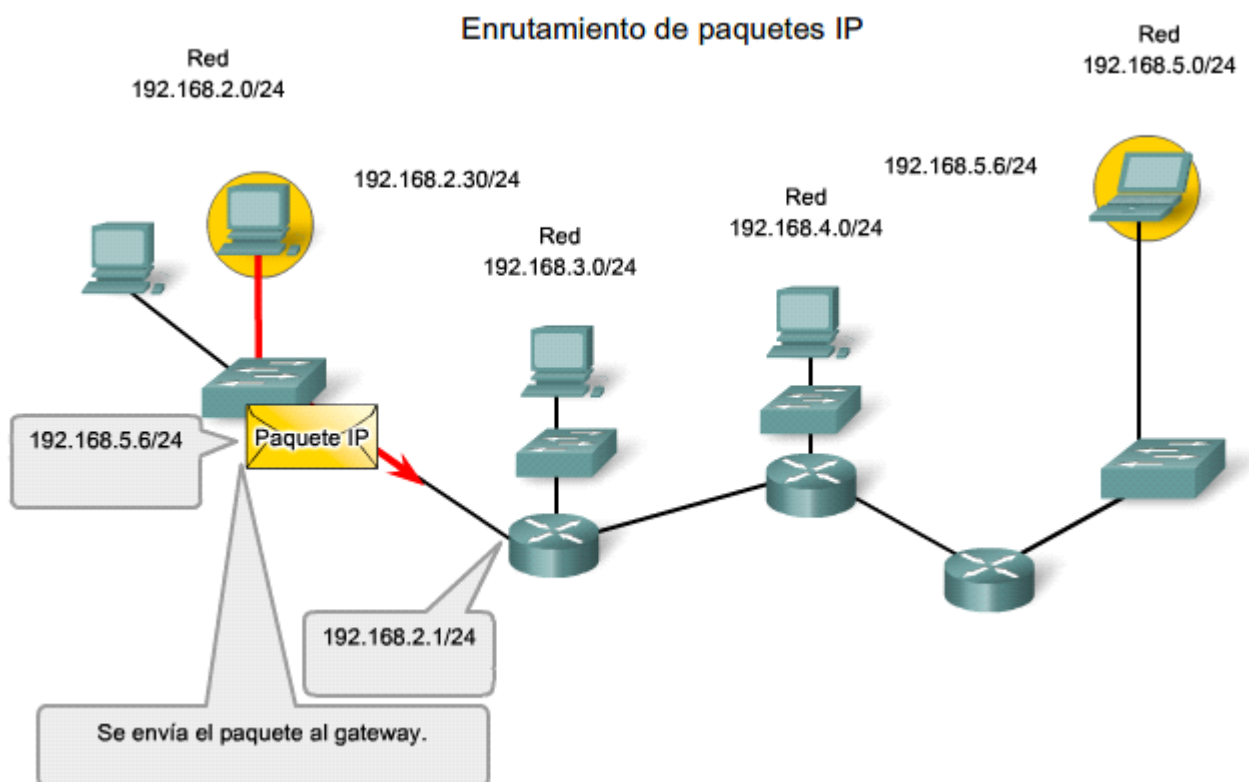 Enrutamiento de paquetes IP
Red
192.168.2.0/24
Red
192.168.5.0/24
192.168.2.30/24
192.168.5.6/24
Red
192.168.4.0/24
Red
192.168.3.0/24
192.168.5.6/24
Paquete IP
192.168.2.1/24
Se envía el paquete al gateway.